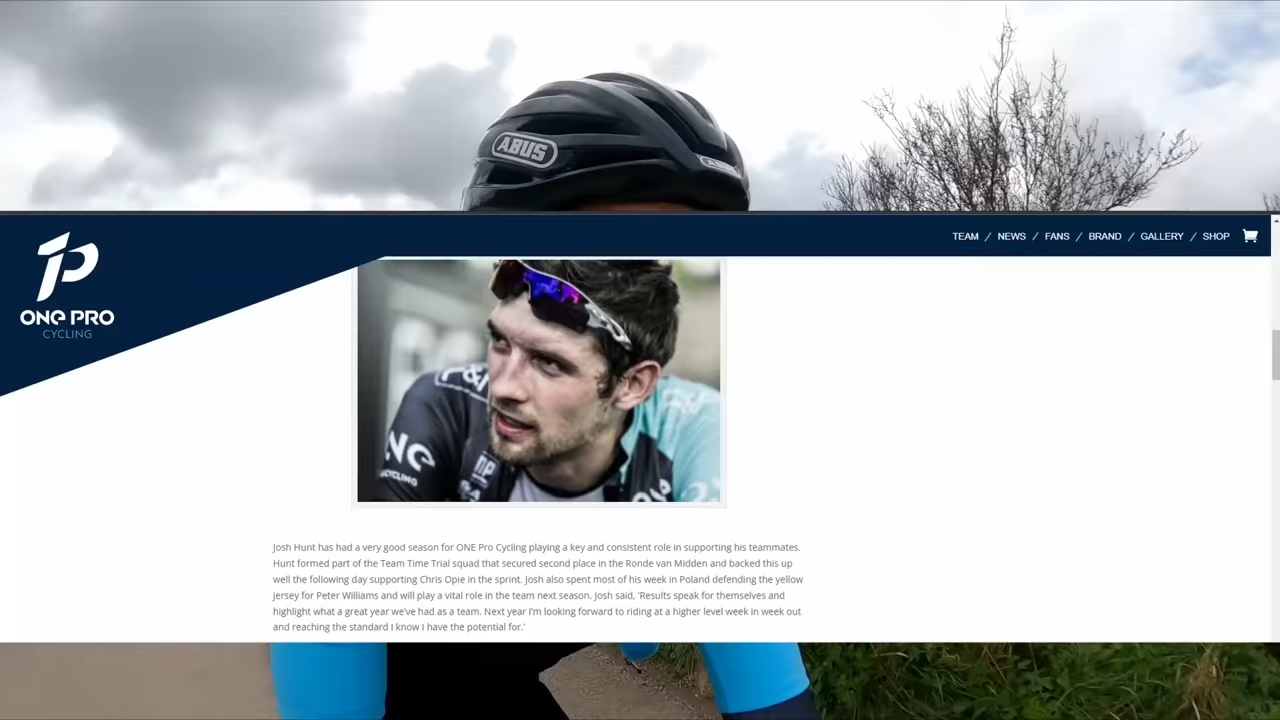 ABUS
ABUS
TEAM / NEWS / FANS / BRAND / GALLERY / SHOP
1P
ONE PRO
CYCLING
NE
CYCLING
Josh Hunt has had a very good season for ONE Pro Cycling playing a key and consistent role in supporting his teammates.
Hunt formed part of the Team Time Trial squad that secured second place in the Ronde van Midden and backed this up
well the following day supporting Chris Opie in the sprint. Josh also spent most of his week in Poland defending the yellow
jersey for Peter Williams and will play a vital role in the team next season. Josh said, 'Results speak for themselves and
highlight what a great year we've had as a team. Next year I'm looking forward to riding at a higher level week in week out
and reaching the standard I know I have the potential for.'